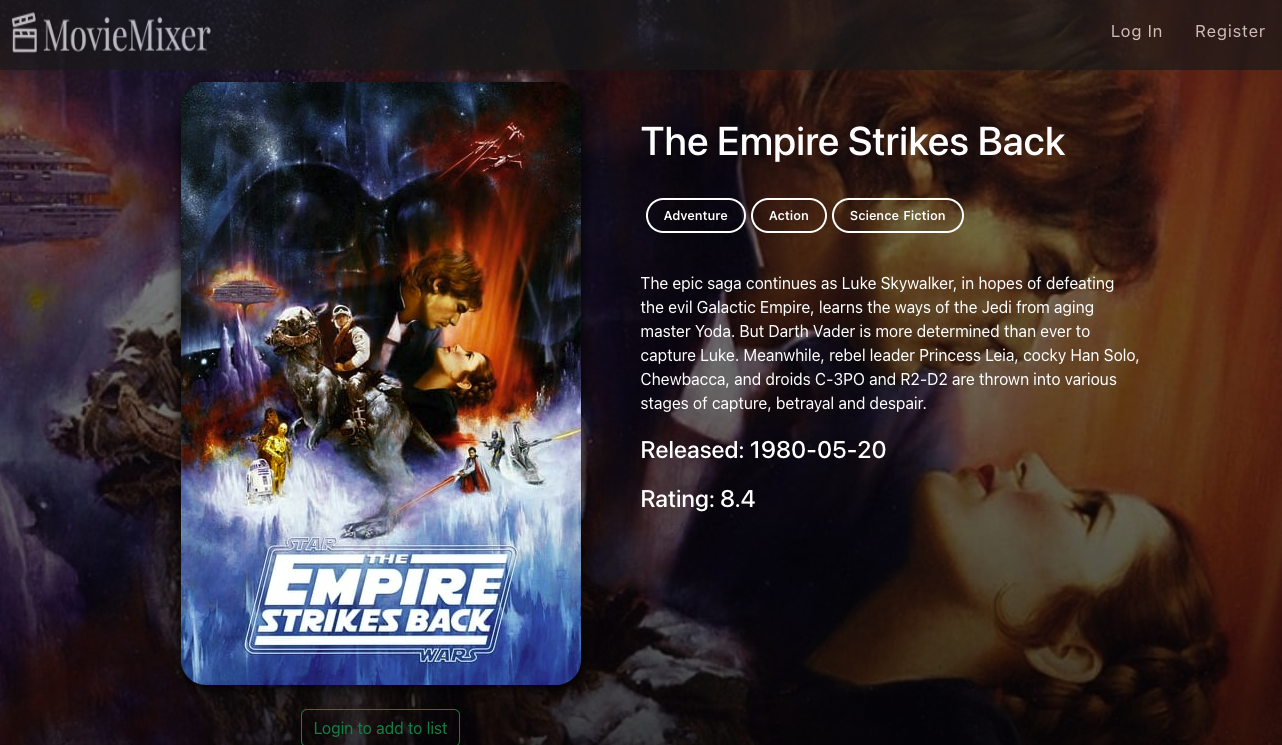 MovieMixer
Log In
Register
The Empire Strikes Back
Adventure
Action
Science Fiction
The epic saga continues as Luke Skywalker, in hopes of defeating
the evil Galactic Empire, learns the ways of the Jedi from aging
master Yoda. But Darth Vader is more determined than ever to
capture Luke. Meanwhile, rebel leader Princess Leia, cocky Han Solo,
Chewbacca, and droids C-3PO and R2-D2 are thrown into various
stages of capture, betrayal and despair.
Released: 1980-05-20
Rating: 8.4
STAR
THE
EMPIRE
STRIKES BACK
WARS
Login to add to list